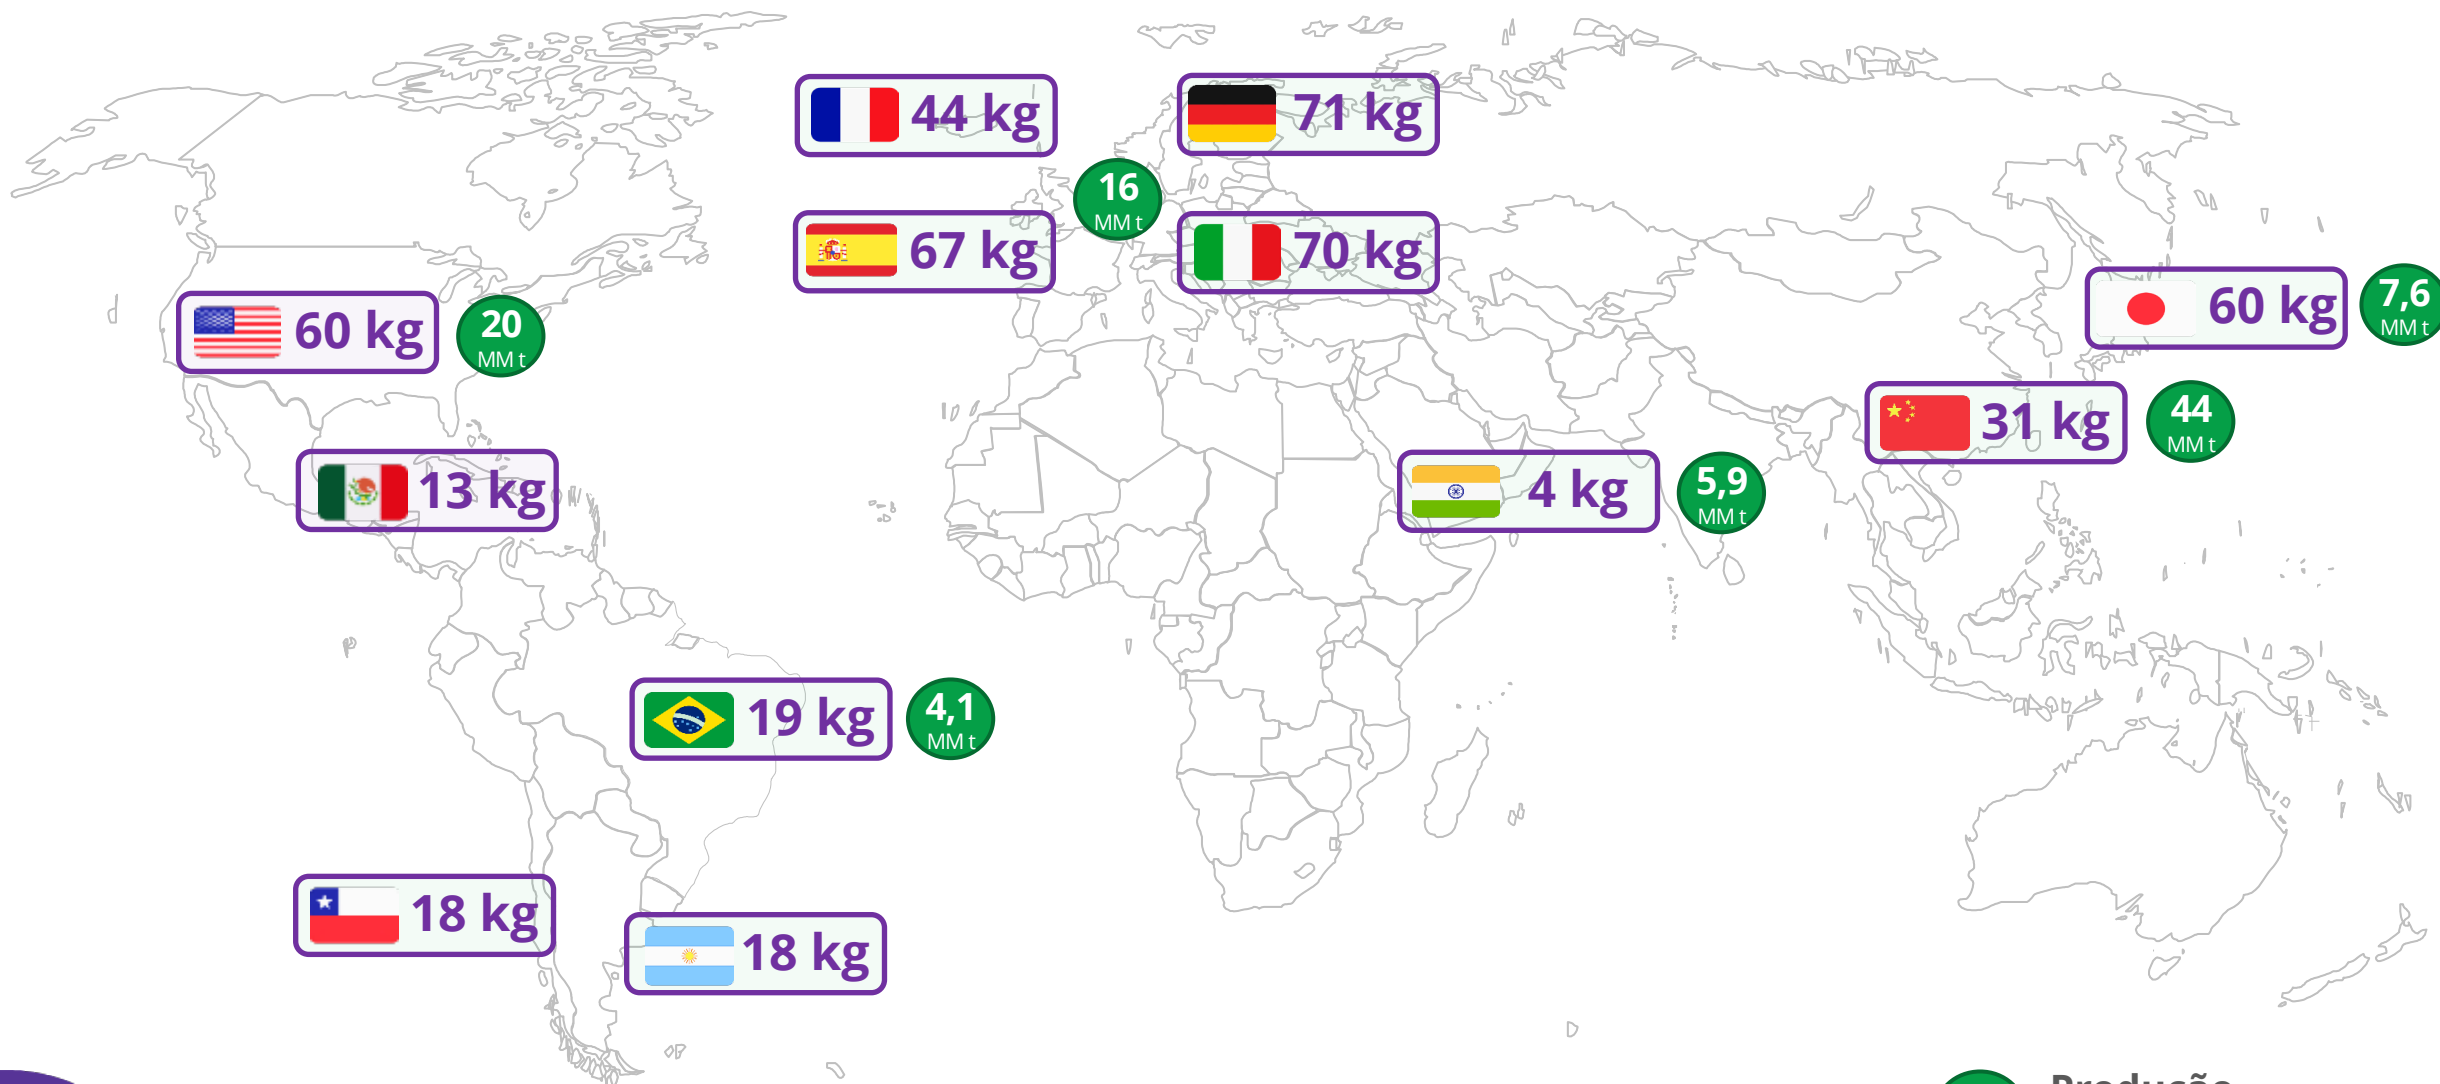 44 kg
71 kg
16
MM t
67 kg
70 kg
60 kg
20
MM t
60 kg
7,6
MM t
31 kg
44
MM t
13 kg
4 kg
5,9
MM t
19 kg
4,1
MM t
18 kg
18 kg
Produção